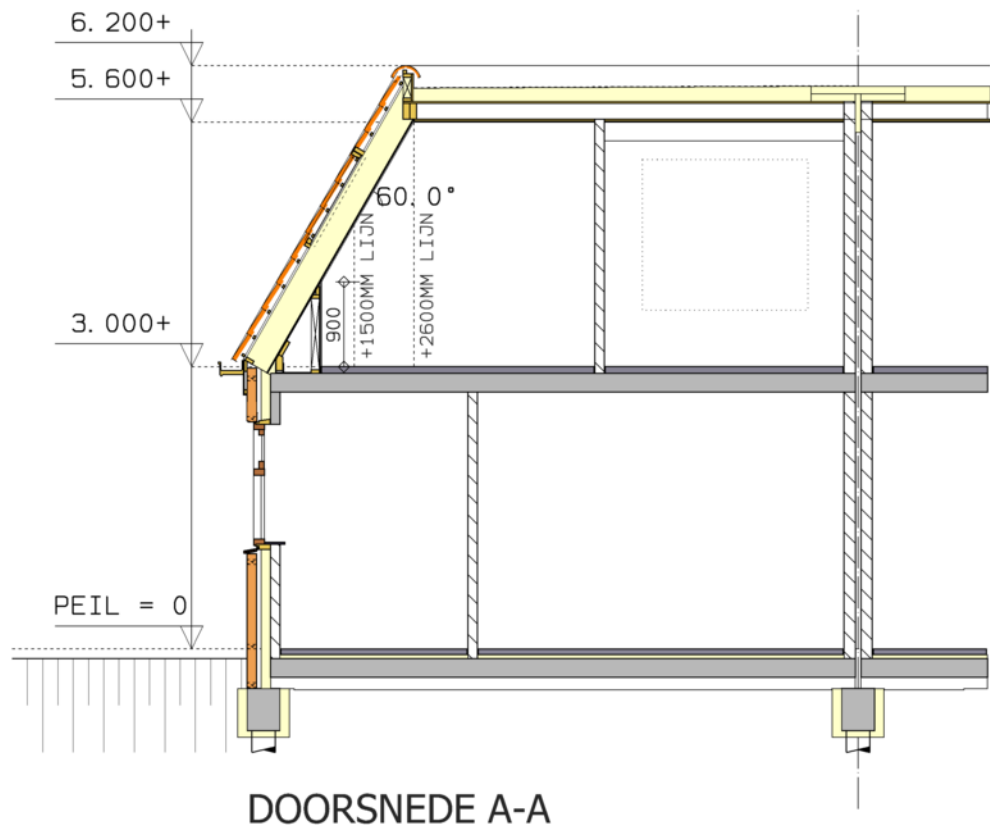 6.200+
5.600+
60.0°
+1500MM LIJN
+2600MM LIJN
900
3.000+
PEIL = 0
DOORSNEDE A-A